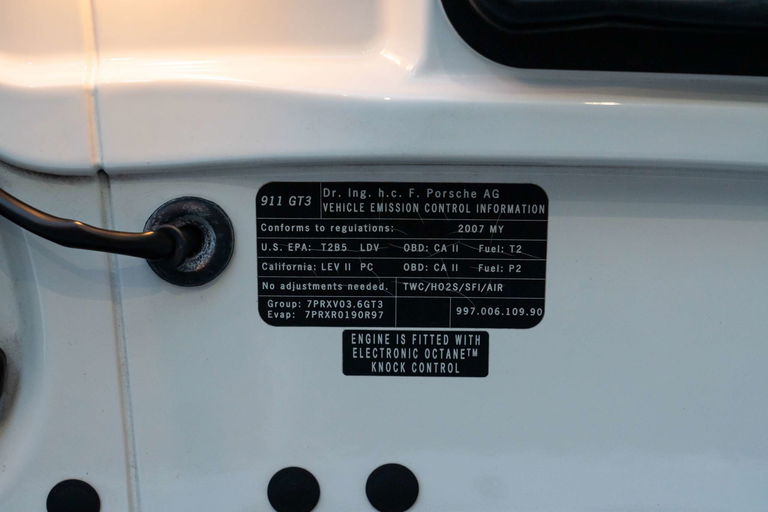 911 GT3
Dr. Ing. h.c. F. Porsche AG
VEHICLE EMISSION CONTROL INFORMATION
Conforms to regulations: 2007 MY
U.S. EPA: T2B5 LDV OBD: CA II Fuel: T2
California: LEV II PC OBD: CA II Fuel: P2
No adjustments needed. TWC/HO2S/SFI/AIR
Group: 7PRXV03.6GT3
Evap: 7PRXR0190R97
997.006.109.90
ENGINE IS FITTED WITH
ELECTRONIC OCTANE™
KNOCK CONTROL